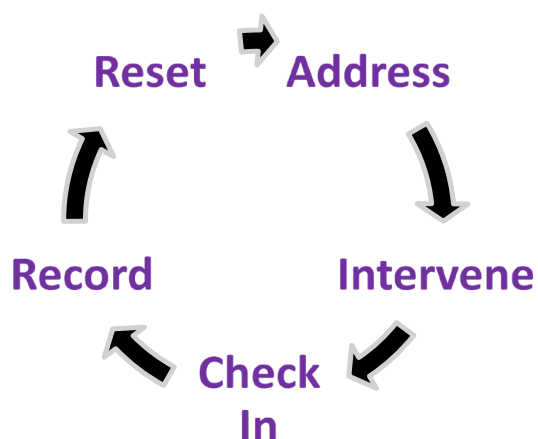 Reset
Address
Record
Intervene
Check
In